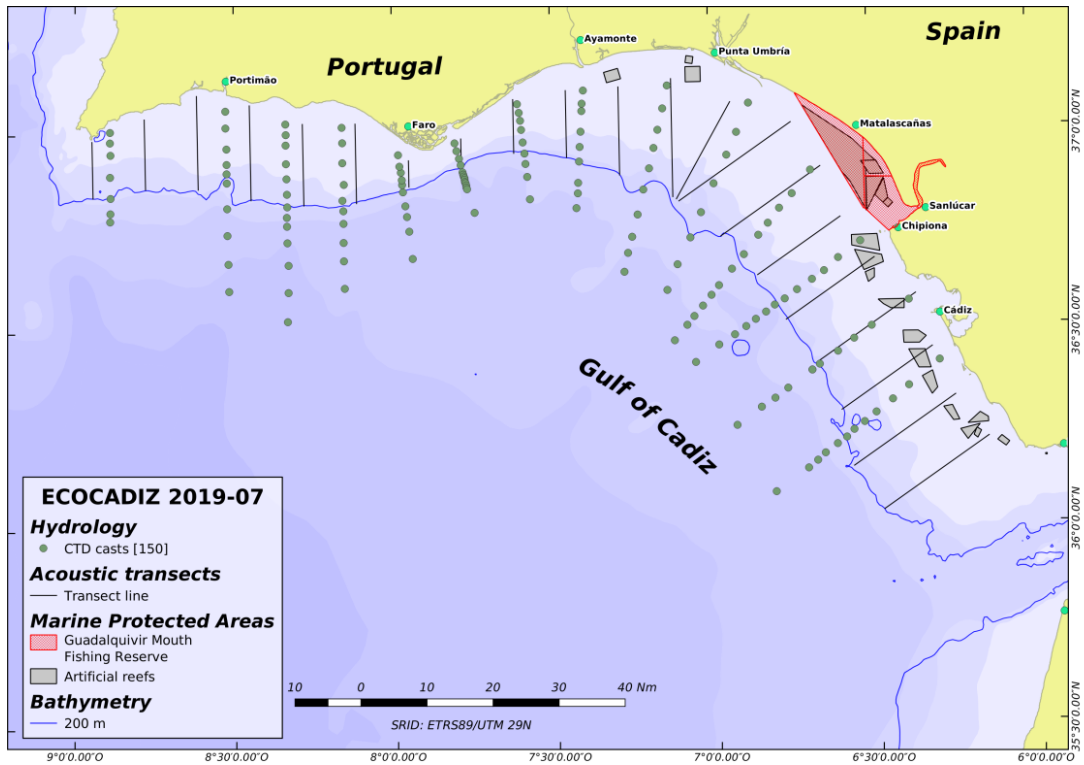 Spain
Portugal
Ayamonte
Punta Umbría
Portimão
Faro
Matalascañas
Sanlúcar
Chipiona
Cádiz
Gulf of Cadiz
37°0'0.00"N
36°30'0.00"N
36°0'0.00"N
35°30'0.00"N
ECOCADIZ 2019-07
Hydrology
CTD casts [150]
Acoustic transects
Transect line
Marine Protected Areas
Guadalquivir Mouth
Fishing Reserve
Artificial reefs
Bathymetry
200 m
10 0 10 20 30 40 Nm
SRID: ETRS89/UTM 29N
9°0'0.00"O 8°30'0.00"O 8°0'0.00"O 7°30'0.00"O 7°0'0.00"O 6°30'0.00"O 6°0'0.00"O